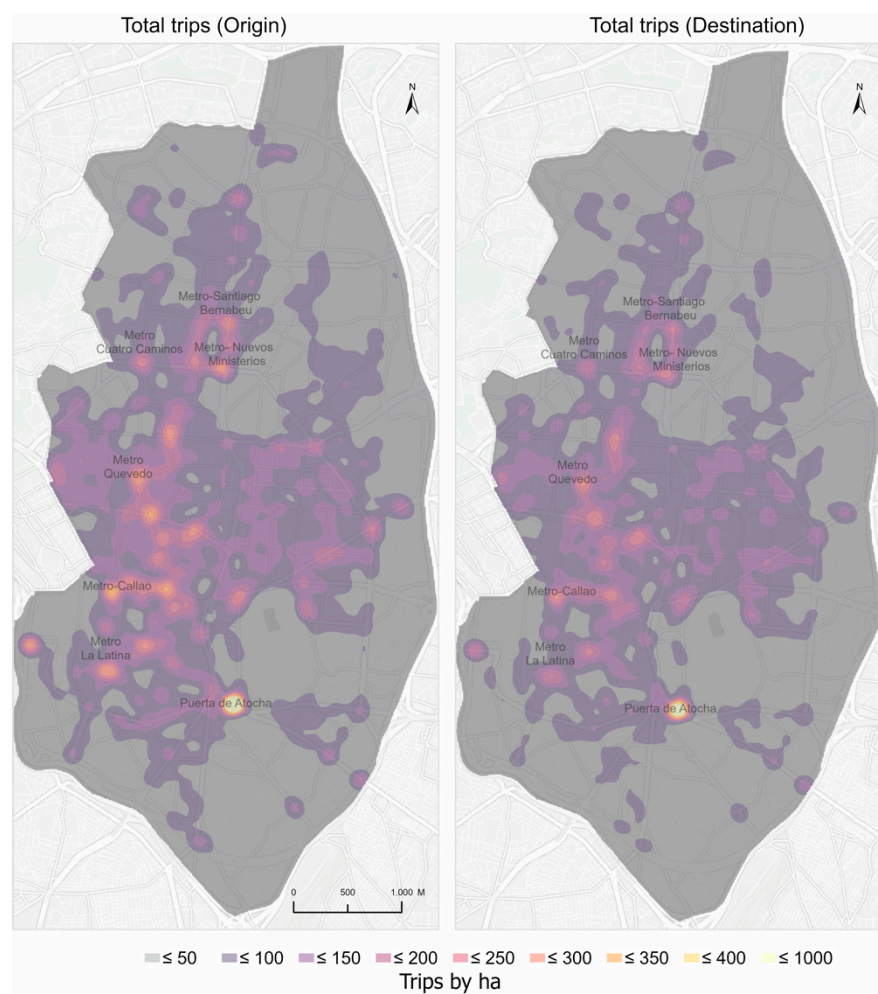 Total trips (Origin)
Total trips (Destination)
N
N
Metro-Santiago
Bernabeu
Metro
Cuatro Caminos
Metro- Nuevos
Ministerios
Metro
Quevedo
Metro-Callao
Metro
La Latina
Puerta de Atocha
Metro-Santiago
Bernabeu
Metro
Cuatro Caminos
Metro- Nuevos
Ministerios
Metro
Quevedo
Metro-Callao
Metro
La Latina
Puerta de Atocha
0 500 1.000 M
≤ 50 ≤ 100 ≤ 150 ≤ 200 ≤ 250 ≤ 300 ≤ 350 ≤ 400 ≤ 1000
Trips by ha